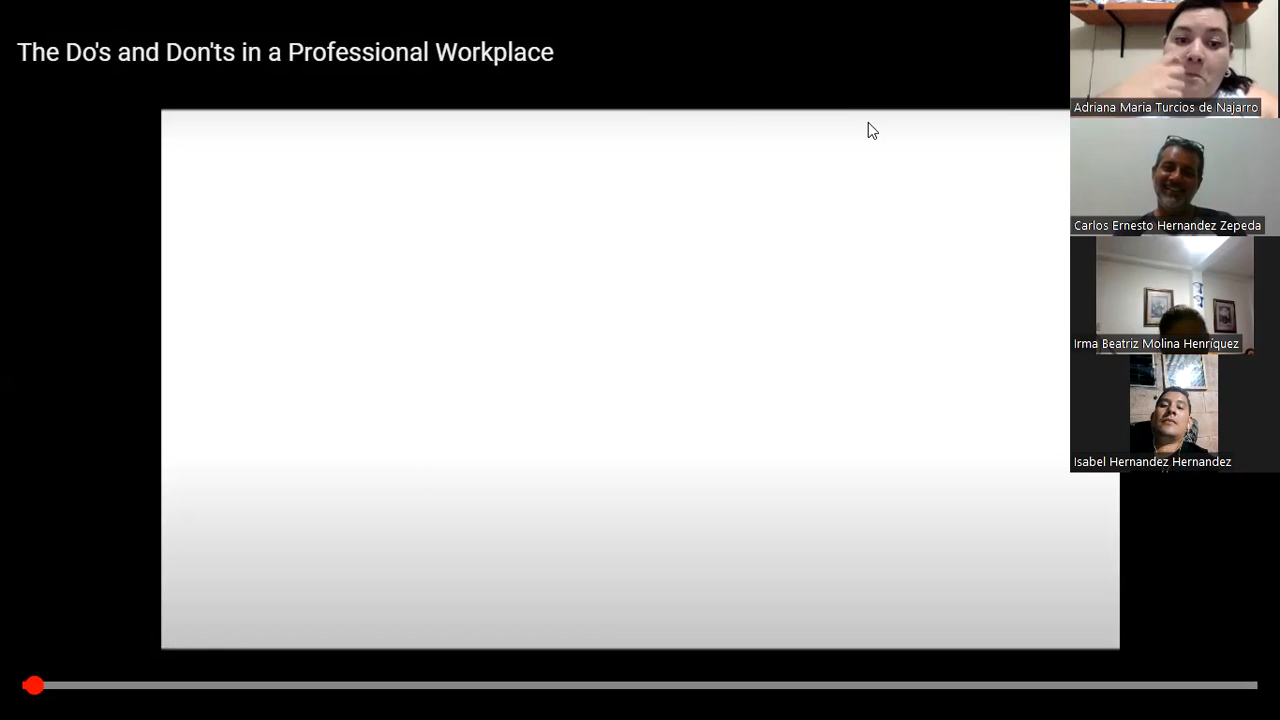 The Do's and Don'ts in a Professional Workplace
Adriana Maria Turcios de Najarro
Carlos Ernesto Hernandez Zepeda
Irma Beatriz Molina Henríquez
Isabel Hernandez Hernandez